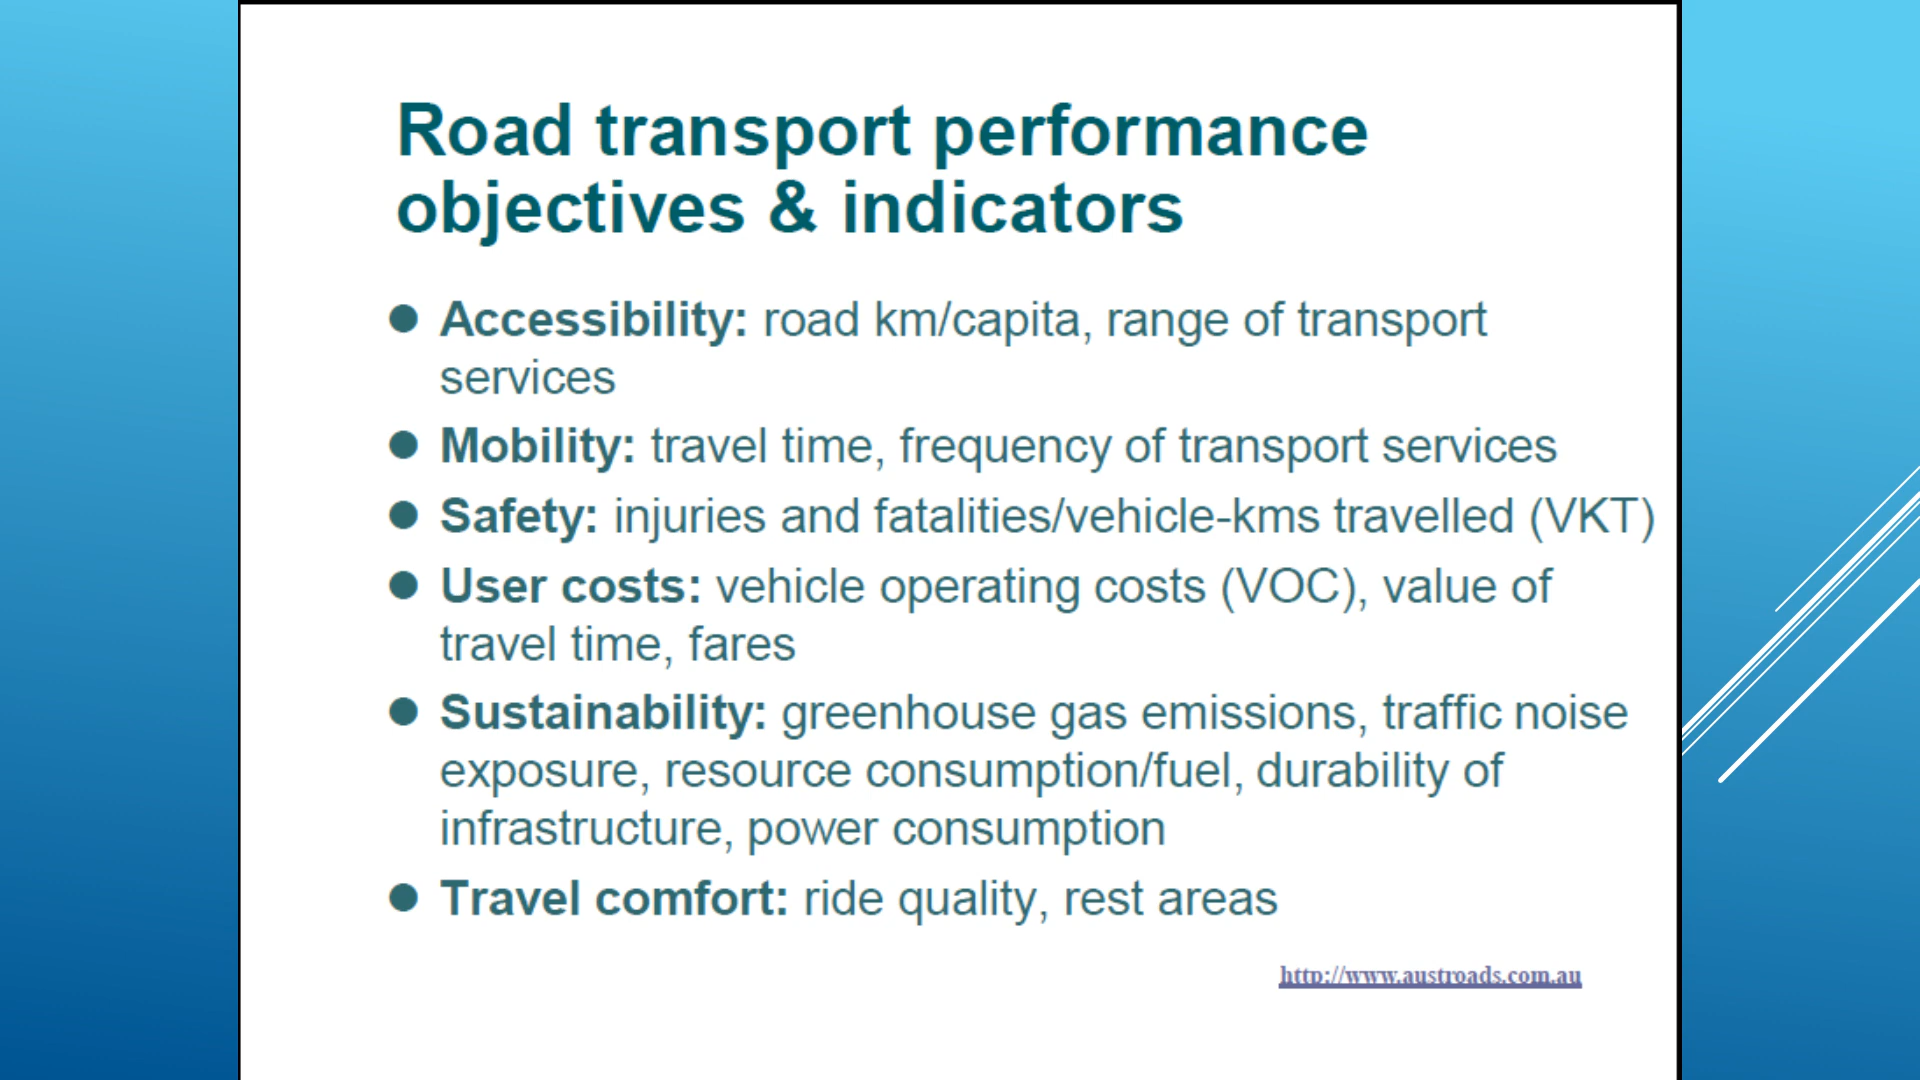 Road transport performance
objectives & indicators
● Accessibility: road km/capita, range of transport
services
● Mobility: travel time, frequency of transport services
● Safety: injuries and fatalities/vehicle-kms travelled (VKT)
● User costs: vehicle operating costs (VOC), value of
travel time, fares
● Sustainability: greenhouse gas emissions, traffic noise
exposure, resource consumption/fuel, durability of
infrastructure, power consumption
● Travel comfort: ride quality, rest areas
http://www.austroads.com.au